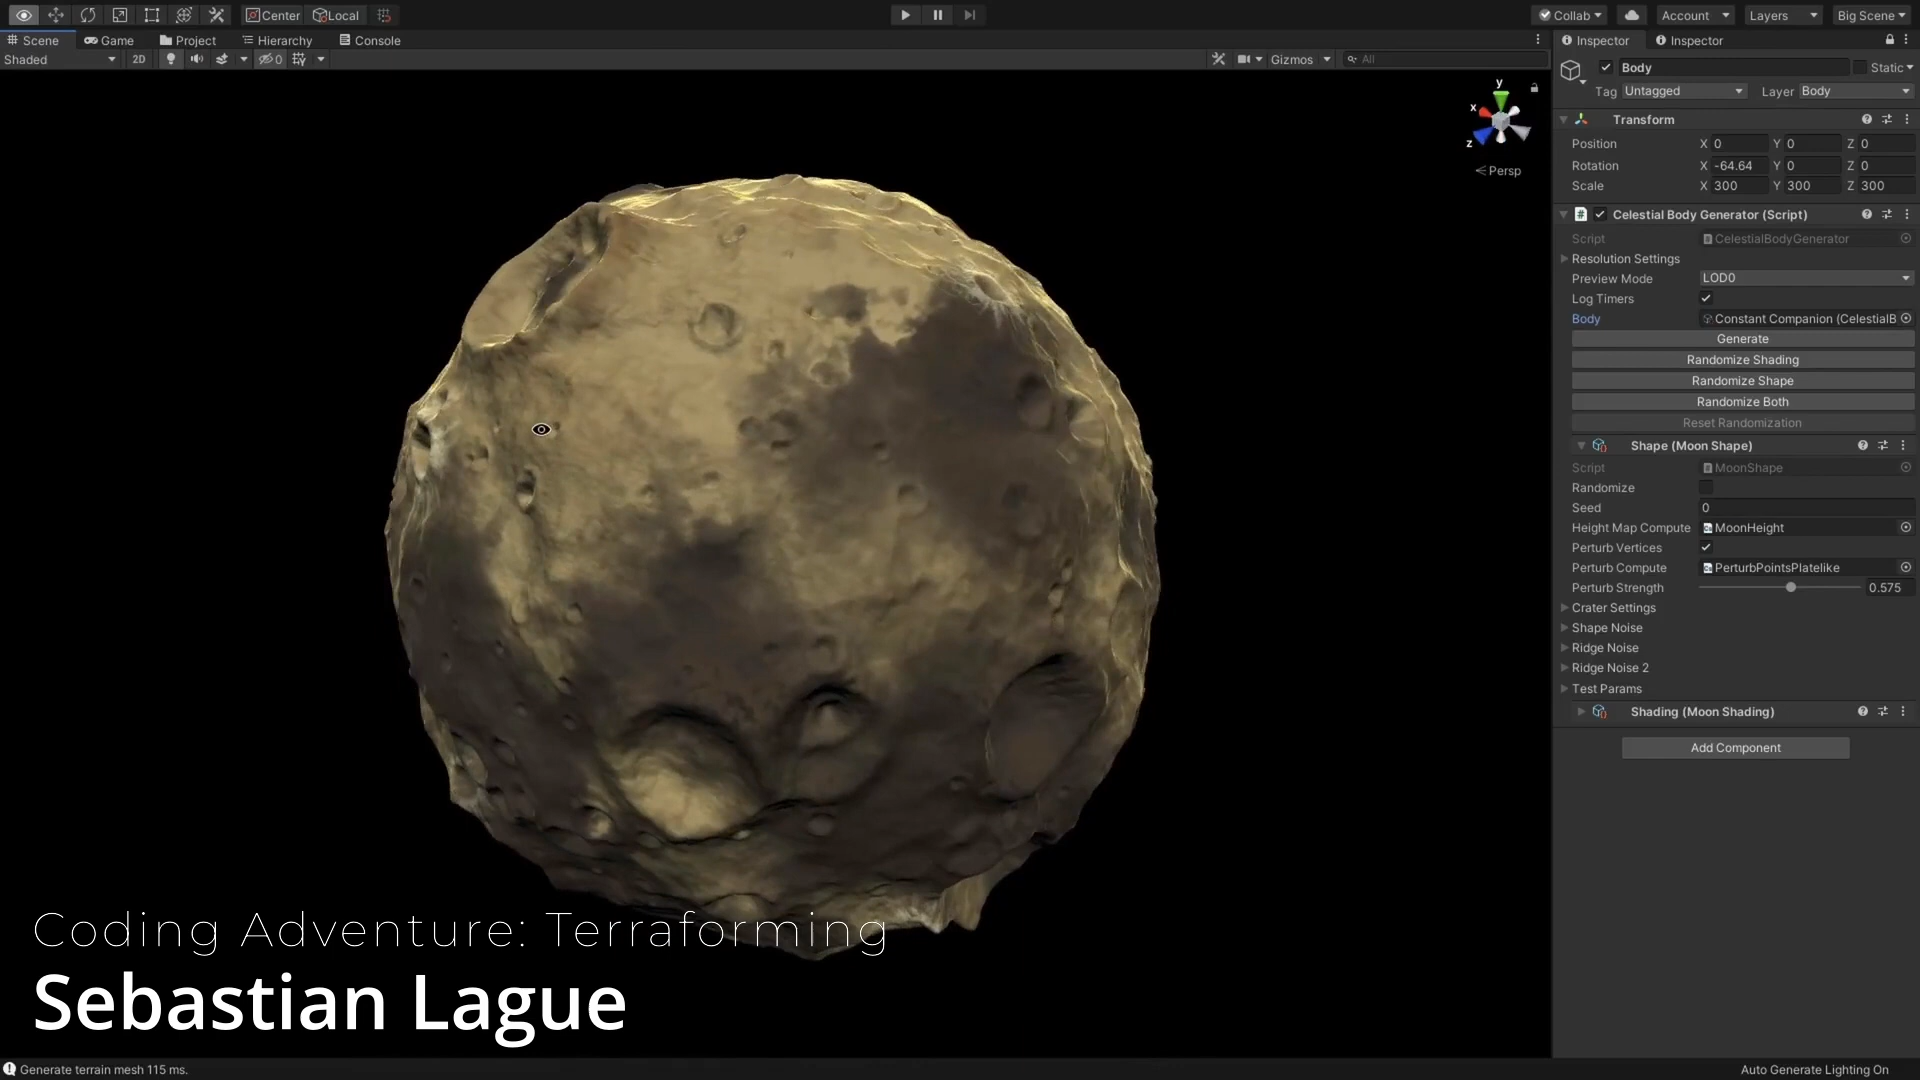 Center Local
Collab Account Layers Big Scene
Scene Game Project Hierarchy Console
Inspector Inspector
Shaded 2D 0 Gizmos All
Body Static
Tag Untagged Layer Body
Transform
Position X 0 Y 0 Z 0
Rotation X -64.64 Y 0 Z 0
Scale X 300 Y 300 Z 300
y
x
z
Persp
Celestial Body Generator (Script)
Script CelestialBodyGenerator
Resolution Settings
Preview Mode LOD0
Log Timers
Body Constant Companion (CelestialB
Generate
Randomize Shading
Randomize Shape
Randomize Both
Reset Randomization
Shape (Moon Shape)
Script MoonShape
Randomize
Seed 0
Height Map Compute MoonHeight
Perturb Vertices
Perturb Compute PerturbPointsPlatelike
Perturb Strength 0.575
Crater Settings
Shape Noise
Ridge Noise
Ridge Noise 2
Test Params
Shading (Moon Shading)
Add Component
Coding Adventure: Terraforming
Sebastian Lague
Generate terrain mesh 115 ms.
Auto Generate Lighting On